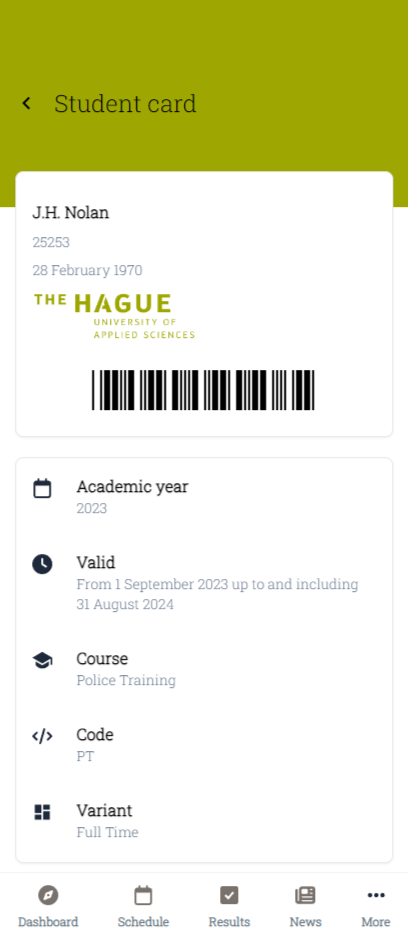 Student card
J.H. Nolan
25253
28 February 1970
THE HAGUE
UNIVERSITY OF
APPLIED SCIENCES
Academic year
2023
Valid
From 1 September 2023 up to and including
31 August 2024
Course
Police Training
Code
PT
Variant
Full Time
Dashboard
Schedule
Results
News
More